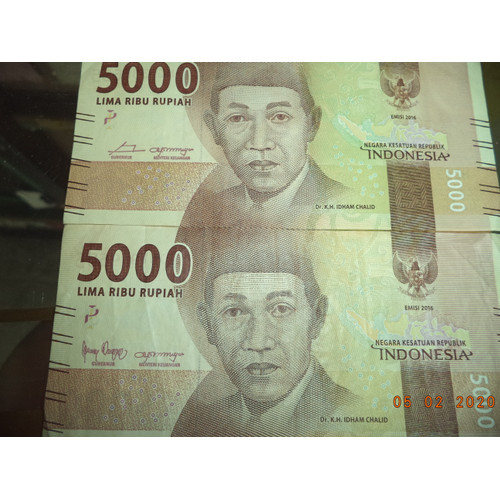 5000
LIMA RIBU RUPIAH
EMISI 2016
NEGARA KESATUAN REPUBLIK
INDONESIA
GUBERNUR
MENTERI KEUANGAN
5000
Dr. K.H. IDHAM CHALID
5000
LIMA RIBU RUPIAH
EMISI 2016
NEGARA KESATUAN REPUBLIK
INDONESIA
GUBERNUR
MENTERI KEUANGAN
5000
Dr. K.H. IDHAM CHALID
05 02 2020